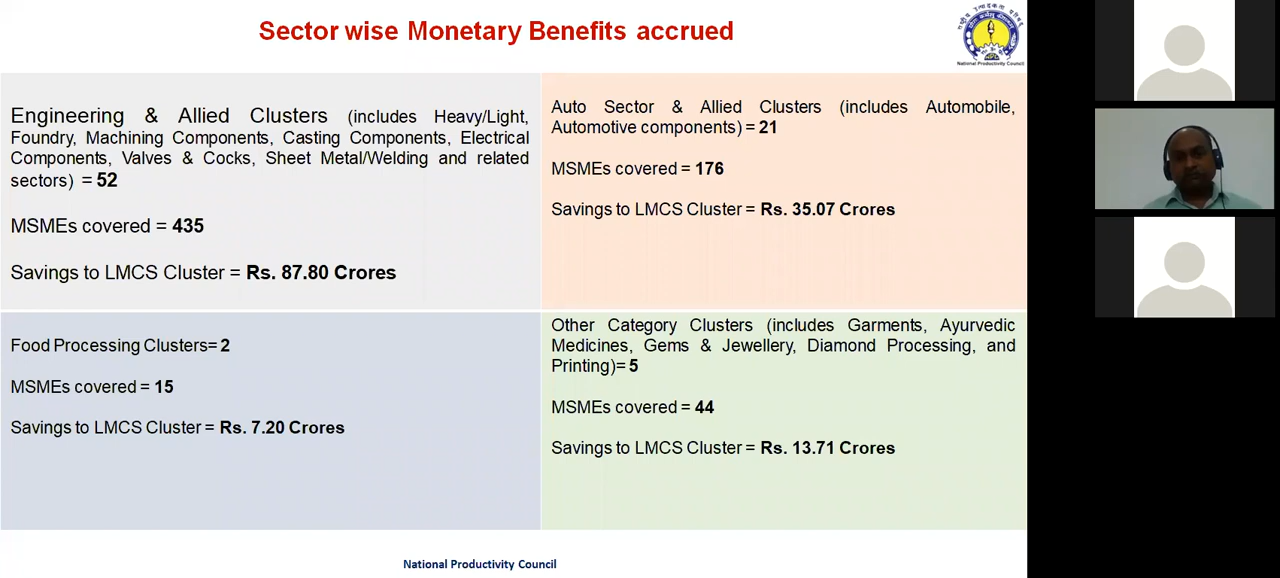 Sector wise Monetary Benefits accrued
National Productivity Council
Engineering & Allied Clusters (includes Heavy/Light,
Foundry, Machining Components, Casting Components, Electrical
Components, Valves & Cocks, Sheet Metal/Welding and related
sectors) = 52
MSMEs covered = 435
Savings to LMCS Cluster = Rs. 87.80 Crores
Auto Sector & Allied Clusters (includes Automobile,
Automotive components) = 21
MSMEs covered = 176
Savings to LMCS Cluster = Rs. 35.07 Crores
Food Processing Clusters= 2
MSMEs covered = 15
Savings to LMCS Cluster = Rs. 7.20 Crores
Other Category Clusters (includes Garments, Ayurvedic
Medicines, Gems & Jewellery, Diamond Processing, and
Printing)= 5
MSMEs covered = 44
Savings to LMCS Cluster = Rs. 13.71 Crores
National Productivity Council